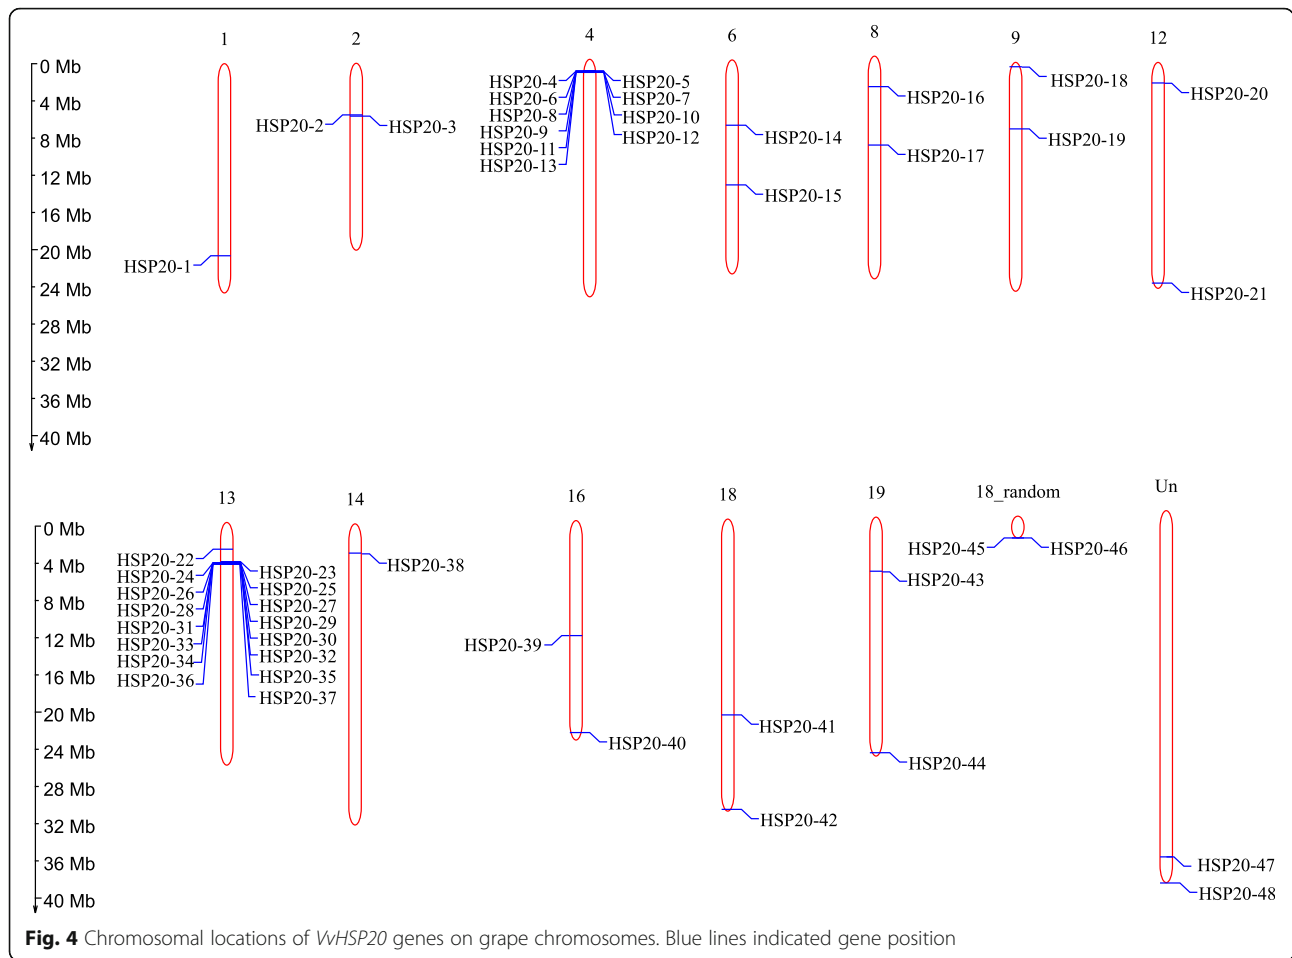 1
2
4
6
8
9
12
0 Mb
4 Mb
8 Mb
12 Mb
16 Mb
20 Mb
24 Mb
28 Mb
32 Mb
36 Mb
40 Mb
HSP20-1
HSP20-2
HSP20-3
HSP20-4
HSP20-5
HSP20-6
HSP20-7
HSP20-8
HSP20-10
HSP20-9
HSP20-12
HSP20-11
HSP20-13
HSP20-14
HSP20-15
HSP20-16
HSP20-17
HSP20-18
HSP20-19
HSP20-20
HSP20-21
13
14
16
18
19
18_random
Un
0 Mb
4 Mb
8 Mb
12 Mb
16 Mb
20 Mb
24 Mb
28 Mb
32 Mb
36 Mb
40 Mb
HSP20-22
HSP20-24
HSP20-26
HSP20-28
HSP20-31
HSP20-33
HSP20-34
HSP20-36
HSP20-23
HSP20-25
HSP20-27
HSP20-29
HSP20-30
HSP20-32
HSP20-35
HSP20-37
HSP20-38
HSP20-39
HSP20-40
HSP20-41
HSP20-42
HSP20-43
HSP20-44
HSP20-45
HSP20-46
HSP20-47
HSP20-48
Fig. 4 Chromosomal locations of VvHSP20 genes on grape chromosomes. Blue lines indicated gene position